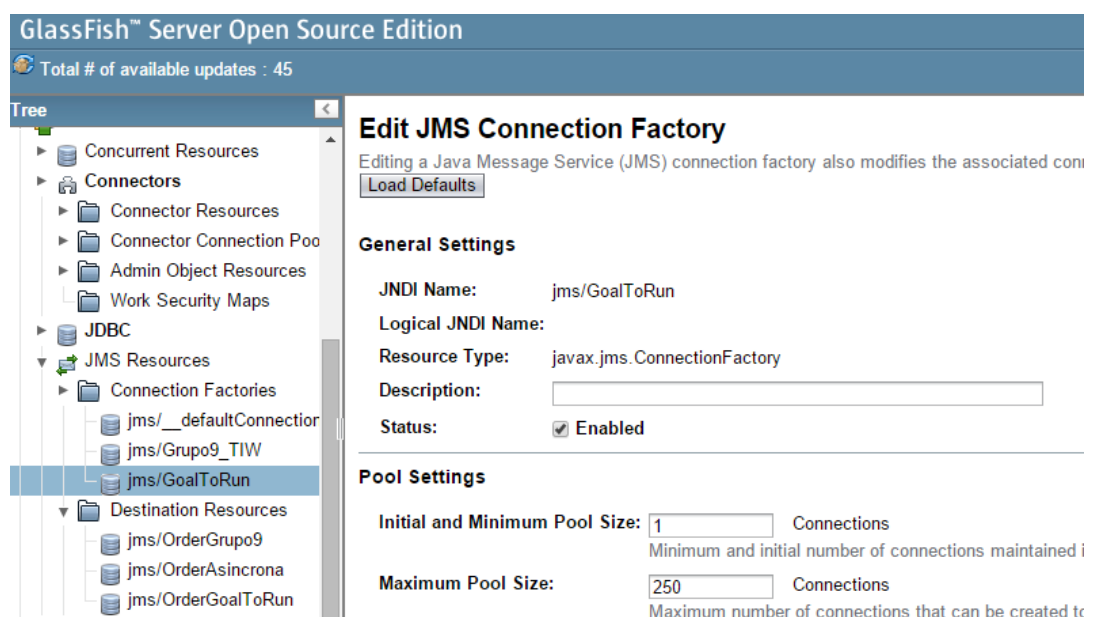 GlassFish™ Server Open Source Edition
Total # of available updates : 45
Tree
Concurrent Resources
Connectors
Connector Resources
Connector Connection Poo
Admin Object Resources
Work Security Maps
JDBC
JMS Resources
Connection Factories
jms/__defaultConnection
jms/Grupo9_TIW
jms/GoalToRun
Destination Resources
jms/OrderGrupo9
jms/OrderAsincrona
jms/OrderGoalToRun
Edit JMS Connection Factory
Editing a Java Message Service (JMS) connection factory also modifies the associated con
Load Defaults
General Settings
JNDI Name: jms/GoalToRun
Logical JNDI Name:
Resource Type: javax.jms.ConnectionFactory
Description:
Status: Enabled
Pool Settings
Initial and Minimum Pool Size: 1 Connections
Minimum and initial number of connections maintained i
Maximum Pool Size: 250 Connections
Maximum number of connections that can be created to